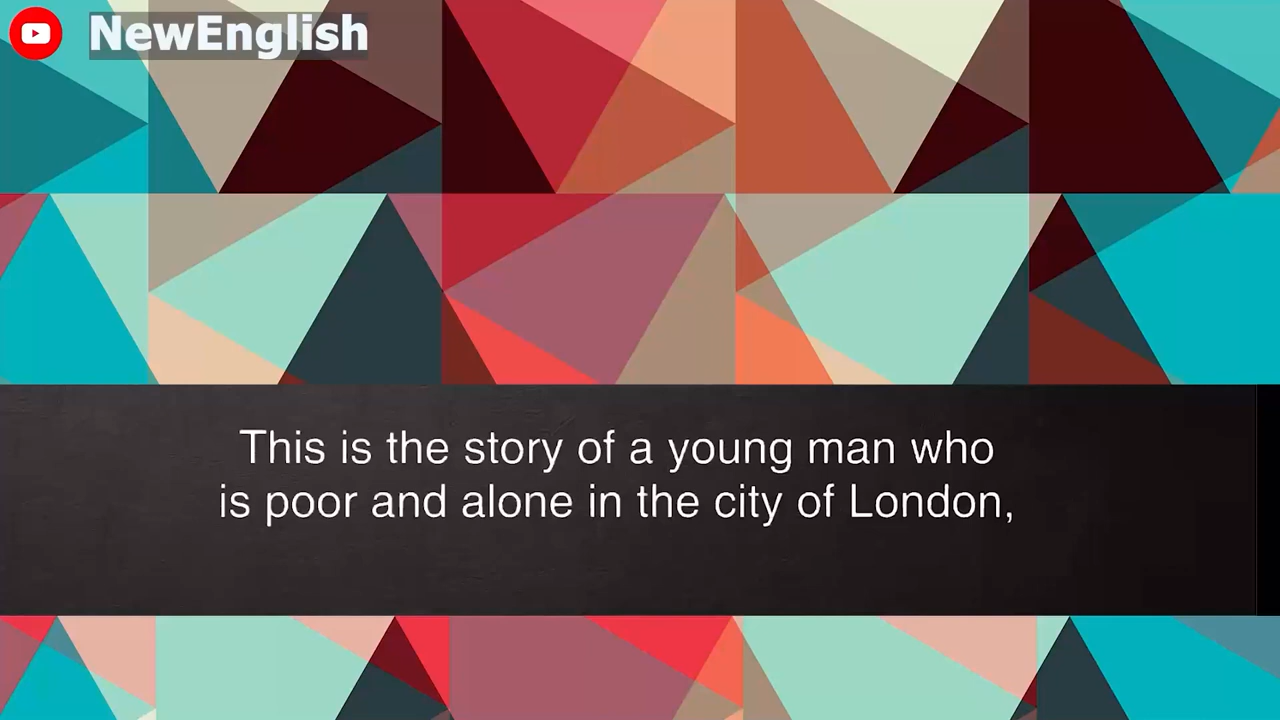 NewEnglish
This is the story of a young man who
is poor and alone in the city of London,